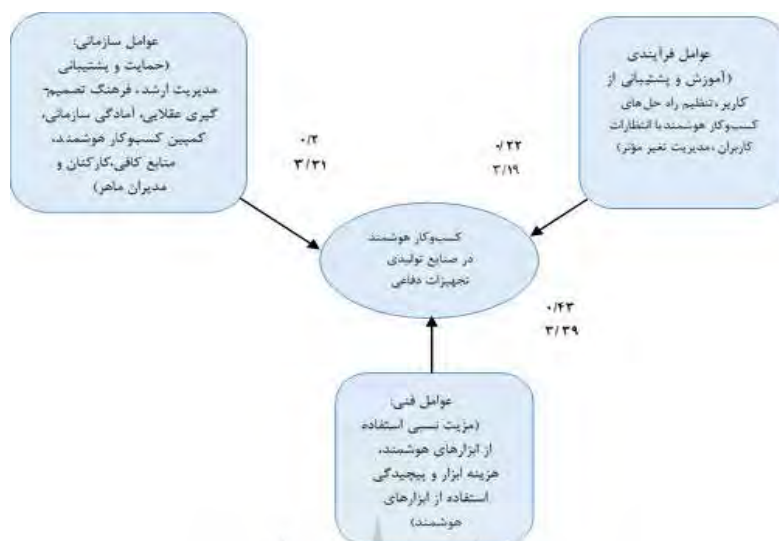 عوامل سازمانی:
(حمایت و پشتیبانی
مدیریت ارشد، فرهنگ تصمیم-
گیری عقلایی، آمادگی سازمانی،
کمپین کسب‌وکار هوشمند،
منابع کافی، کارکنان و
مدیران ماهر)
عوامل فرآیندی
(آموزش و پشتیبانی از
کاربر، تنظیم راه حل‌های
کسب‌وکار هوشمند با انتظارات
کاربران، مدیریت تغیر مؤثر)
۰/۲
۳/۲۱
۰/۲۲
۳/۱۹
کسب‌وکار هوشمند
در صنایع تولیدی
تجهیزات دفاعی
۰/۴۳
۳/۳۹
عوامل فنی:
(مزیت نسبی استفاده
از ابزارهای هوشمند،
هزینه ابزار و پیچیدگی
استفاده از ابزارهای
هوشمند)